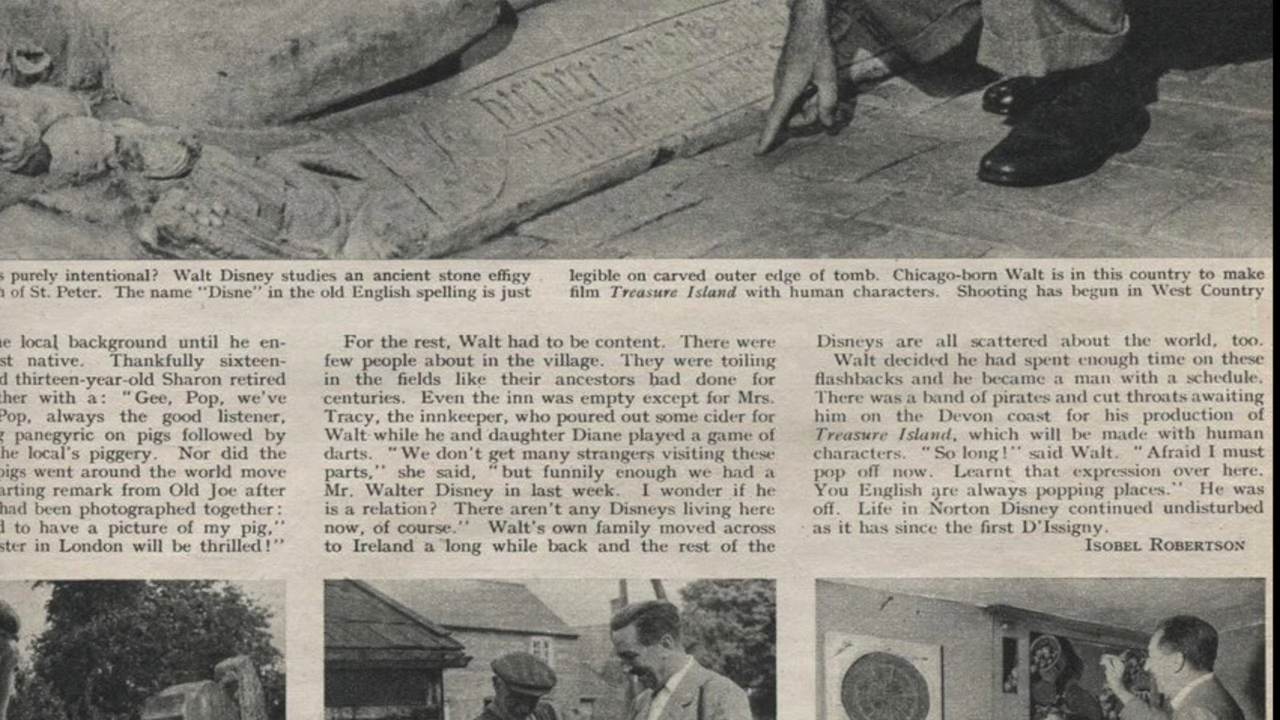 s purely intentional? Walt Disney studies an ancient stone effigy
h of St. Peter. The name "Disne" in the old English spelling is just
legible on carved outer edge of tomb. Chicago-born Walt is in this country to make
film Treasure Island with human characters. Shooting has begun in West Country
e local background until he en-
st native. Thankfully sixteen-
d thirteen-year-old Sharon retired
her with a: "Gee, Pop, we've
Pop, always the good listener,
g panegyric on pigs followed by
he local's piggery. Nor did the
pigs went around the world move
arting remark from Old Joe after
had been photographed together:
d to have a picture of my pig,"
ster in London will be thrilled!"
For the rest, Walt had to be content. There were
few people about in the village. They were toiling
in the fields like their ancestors had done for
centuries. Even the inn was empty except for Mrs.
Tracy, the innkeeper, who poured out some cider for
Walt while he and daughter Diane played a game of
darts. "We don't get many strangers visiting these
parts," she said, "but funnily enough we had a
Mr. Walter Disney in last week. I wonder if he
is a relation? There aren't any Disneys living here
now, of course." Walt's own family moved across
to Ireland a long while back and the rest of the
Disneys are all scattered about the world, too.
Walt decided he had spent enough time on these
flashbacks and he became a man with a schedule.
There was a band of pirates and cut throats awaiting
him on the Devon coast for his production of
Treasure Island, which will be made with human
characters. "So long!" said Walt. "Afraid I must
pop off now. Learnt that expression over here.
You English are always popping places." He was
off. Life in Norton Disney continued undisturbed
as it has since the first D'Issigny.
ISOBEL ROBERTSON